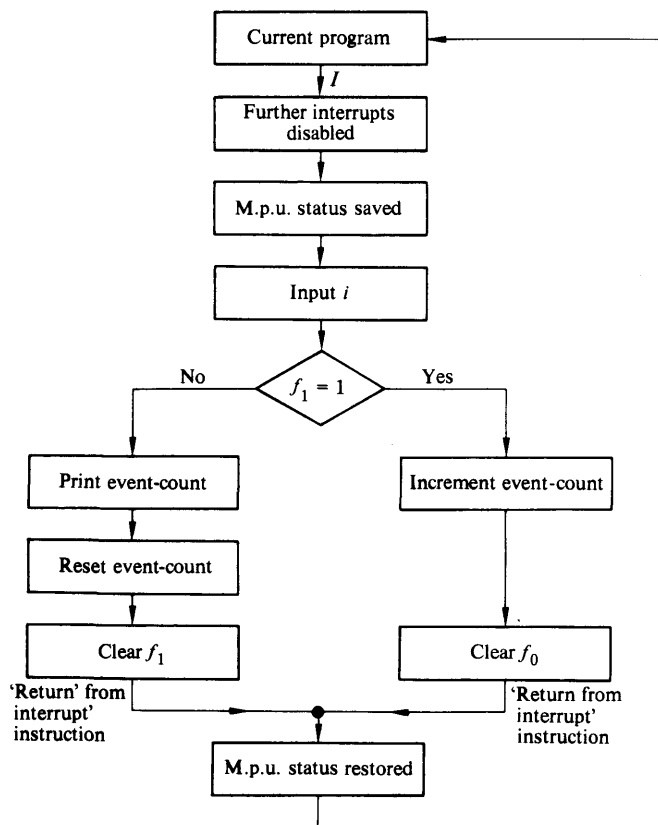 Current program
I
Further interrupts
disabled
M.p.u. status saved
Input i
No
f₁ = 1
Yes
Print event-count
Increment event-count
Reset event-count
Clear f₁
Clear f₀
'Return' from
interrupt'
instruction
'Return from
interrupt'
instruction
M.p.u. status restored